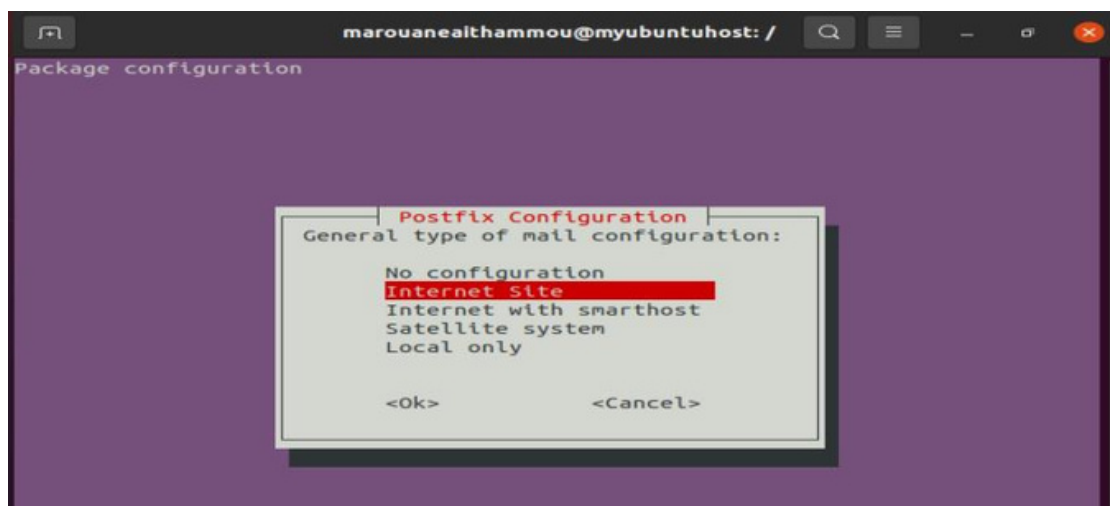 marouaneaithammou@myubuntuhost: /
Package configuration
Postfix Configuration
General type of mail configuration:
No configuration
Internet Site
Internet with smarthost
Satellite system
Local only
<Ok> <Cancel>